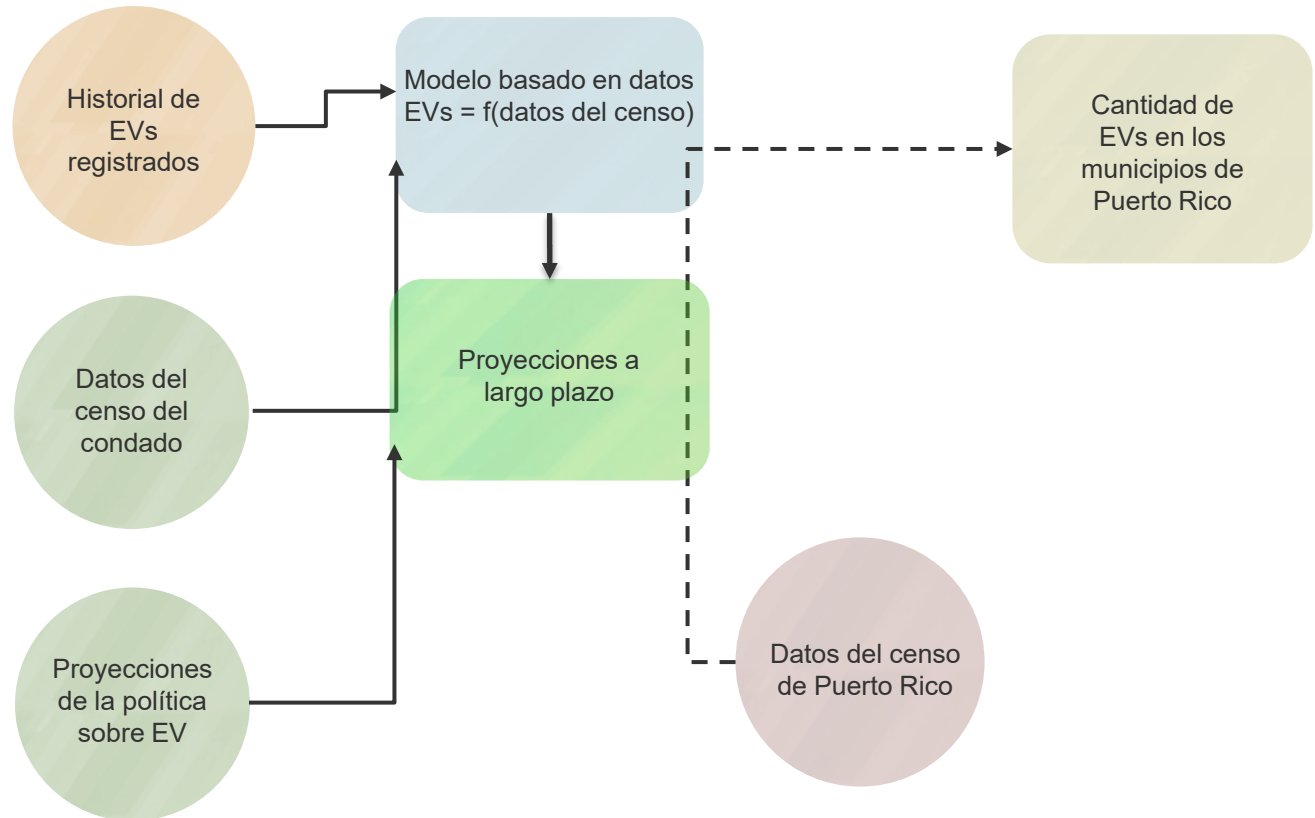 Historial de
EVs
registrados
Modelo basado en datos
EVs = f(datos del censo)
Cantidad de
EVs en los
municipios de
Puerto Rico
Datos del
censo del
condado
Proyecciones a
largo plazo
Proyecciones
de la política
sobre EV
Datos del censo
de Puerto Rico